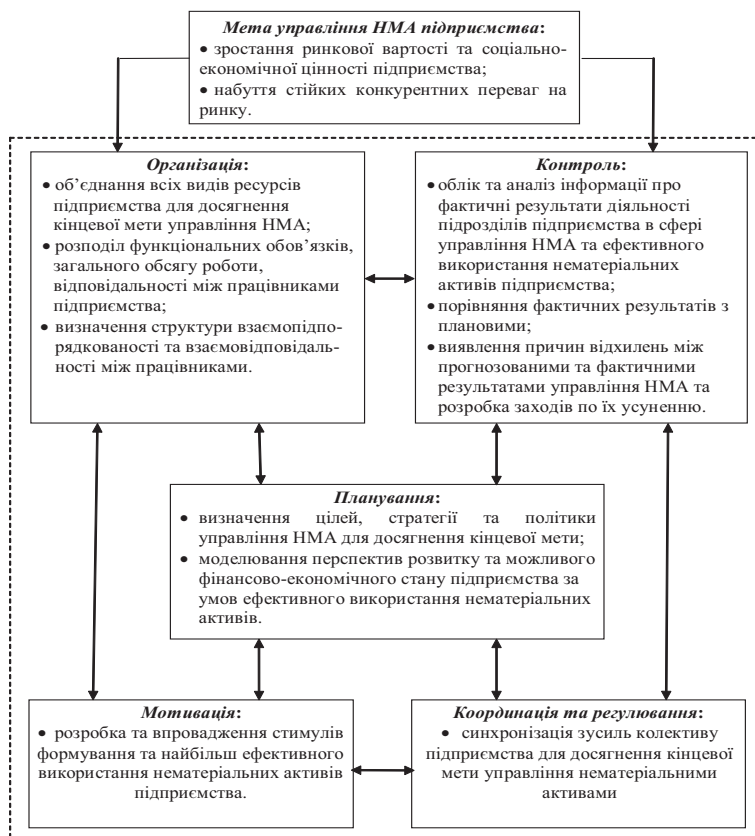 Мета управління НМА підприємства:
• зростання ринкової вартості та соціально-
економічної цінності підприємства;
• набуття стійких конкурентних переваг на
ринку.
Організація:
• об’єднання всіх видів ресурсів
підприємства для досягнення
кінцевої мети управління НМА;
• розподіл функціональних обов’язків,
загального обсягу роботи,
відповідальності між працівниками
підприємства;
• визначення структури взаємопідпо-
рядкованості та взаємовідповідаль-
ності між працівниками.
Контроль:
• облік та аналіз інформації про
фактичні результати діяльності
підрозділів підприємства в сфері
управління НМА та ефективного
використання нематеріальних
активів підприємства;
• порівняння фактичних результатів з
плановими;
• виявлення причин відхилень між
прогнозованими та фактичними
результатами управління НМА та
розробка заходів по їх усуненню.
Планування:
• визначення цілей, стратегії та політики
управління НМА для досягнення кінцевої мети;
• моделювання перспектив розвитку та можливого
фінансово-економічного стану підприємства за
умов ефективного використання нематеріальних
активів.
Мотивація:
• розробка та впровадження стимулів
формування та найбільш ефективного
використання нематеріальних активів
підприємства.
Координація та регулювання:
• синхронізація зусиль колективу
підприємства для досягнення кінцевої
мети управління нематеріальними
активами